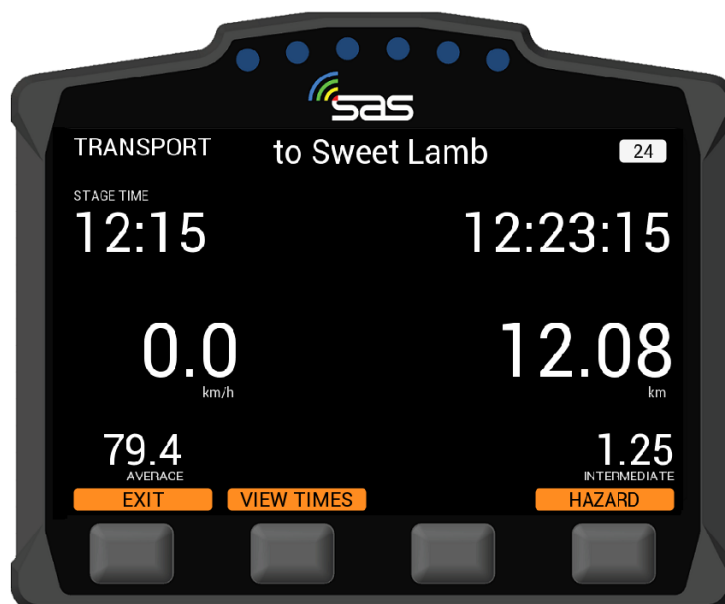 sas
TRANSPORT to Sweet Lamb 24
STAGE TIME
12:15 12:23:15
0.0 12.08
km/h km
79.4 1.25
AVERAGE INTERMEDIATE
EXIT VIEW TIMES HAZARD